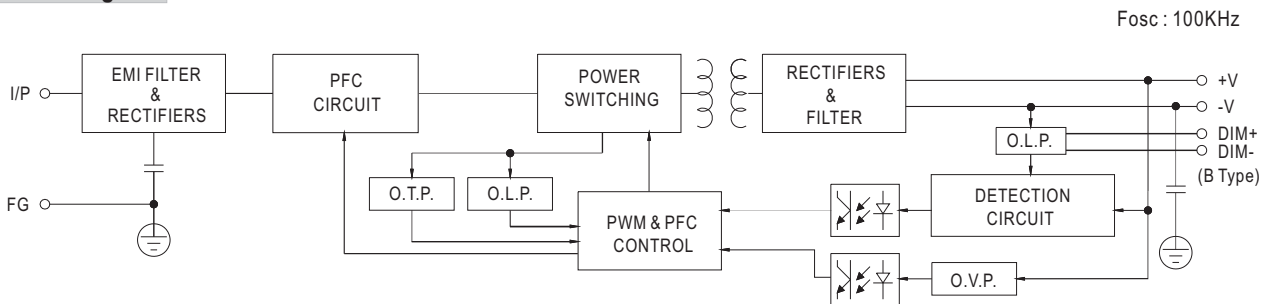 Fosc : 100KHz
I/P
EMI FILTER
&
RECTIFIERS
PFC
CIRCUIT
POWER
SWITCHING
RECTIFIERS
&
FILTER
+V
-V
DIM+
DIM-
(B Type)
O.L.P.
O.T.P.
O.L.P.
FG
PWM & PFC
CONTROL
DETECTION
CIRCUIT
O.V.P.